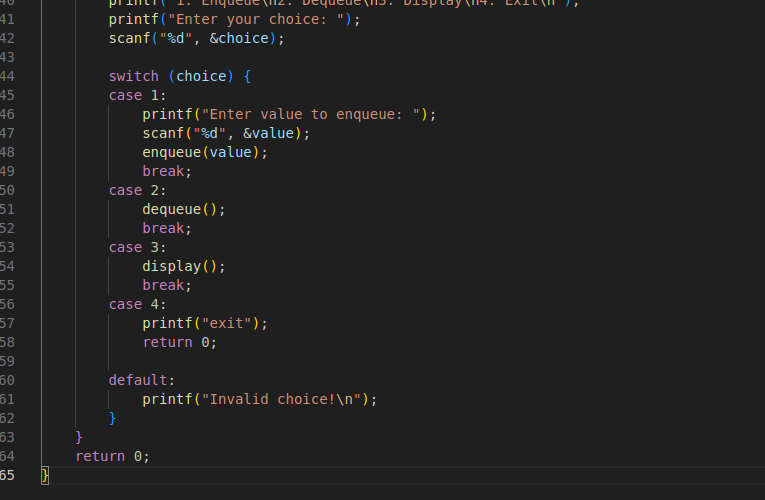 40 printf("1. Enqueue\n2. Dequeue\n3. Display\n4. Exit\n");
41 printf("Enter your choice: ");
42 scanf("%d", &choice);
43
44 switch (choice) {
45 case 1:
46 printf("Enter value to enqueue: ");
47 scanf("%d", &value);
48 enqueue(value);
49 break;
50 case 2:
51 dequeue();
52 break;
53 case 3:
54 display();
55 break;
56 case 4:
57 printf("exit");
58 return 0;
59
60 default:
61 printf("Invalid choice!\n");
62 }
63 }
64 return 0;
65 }